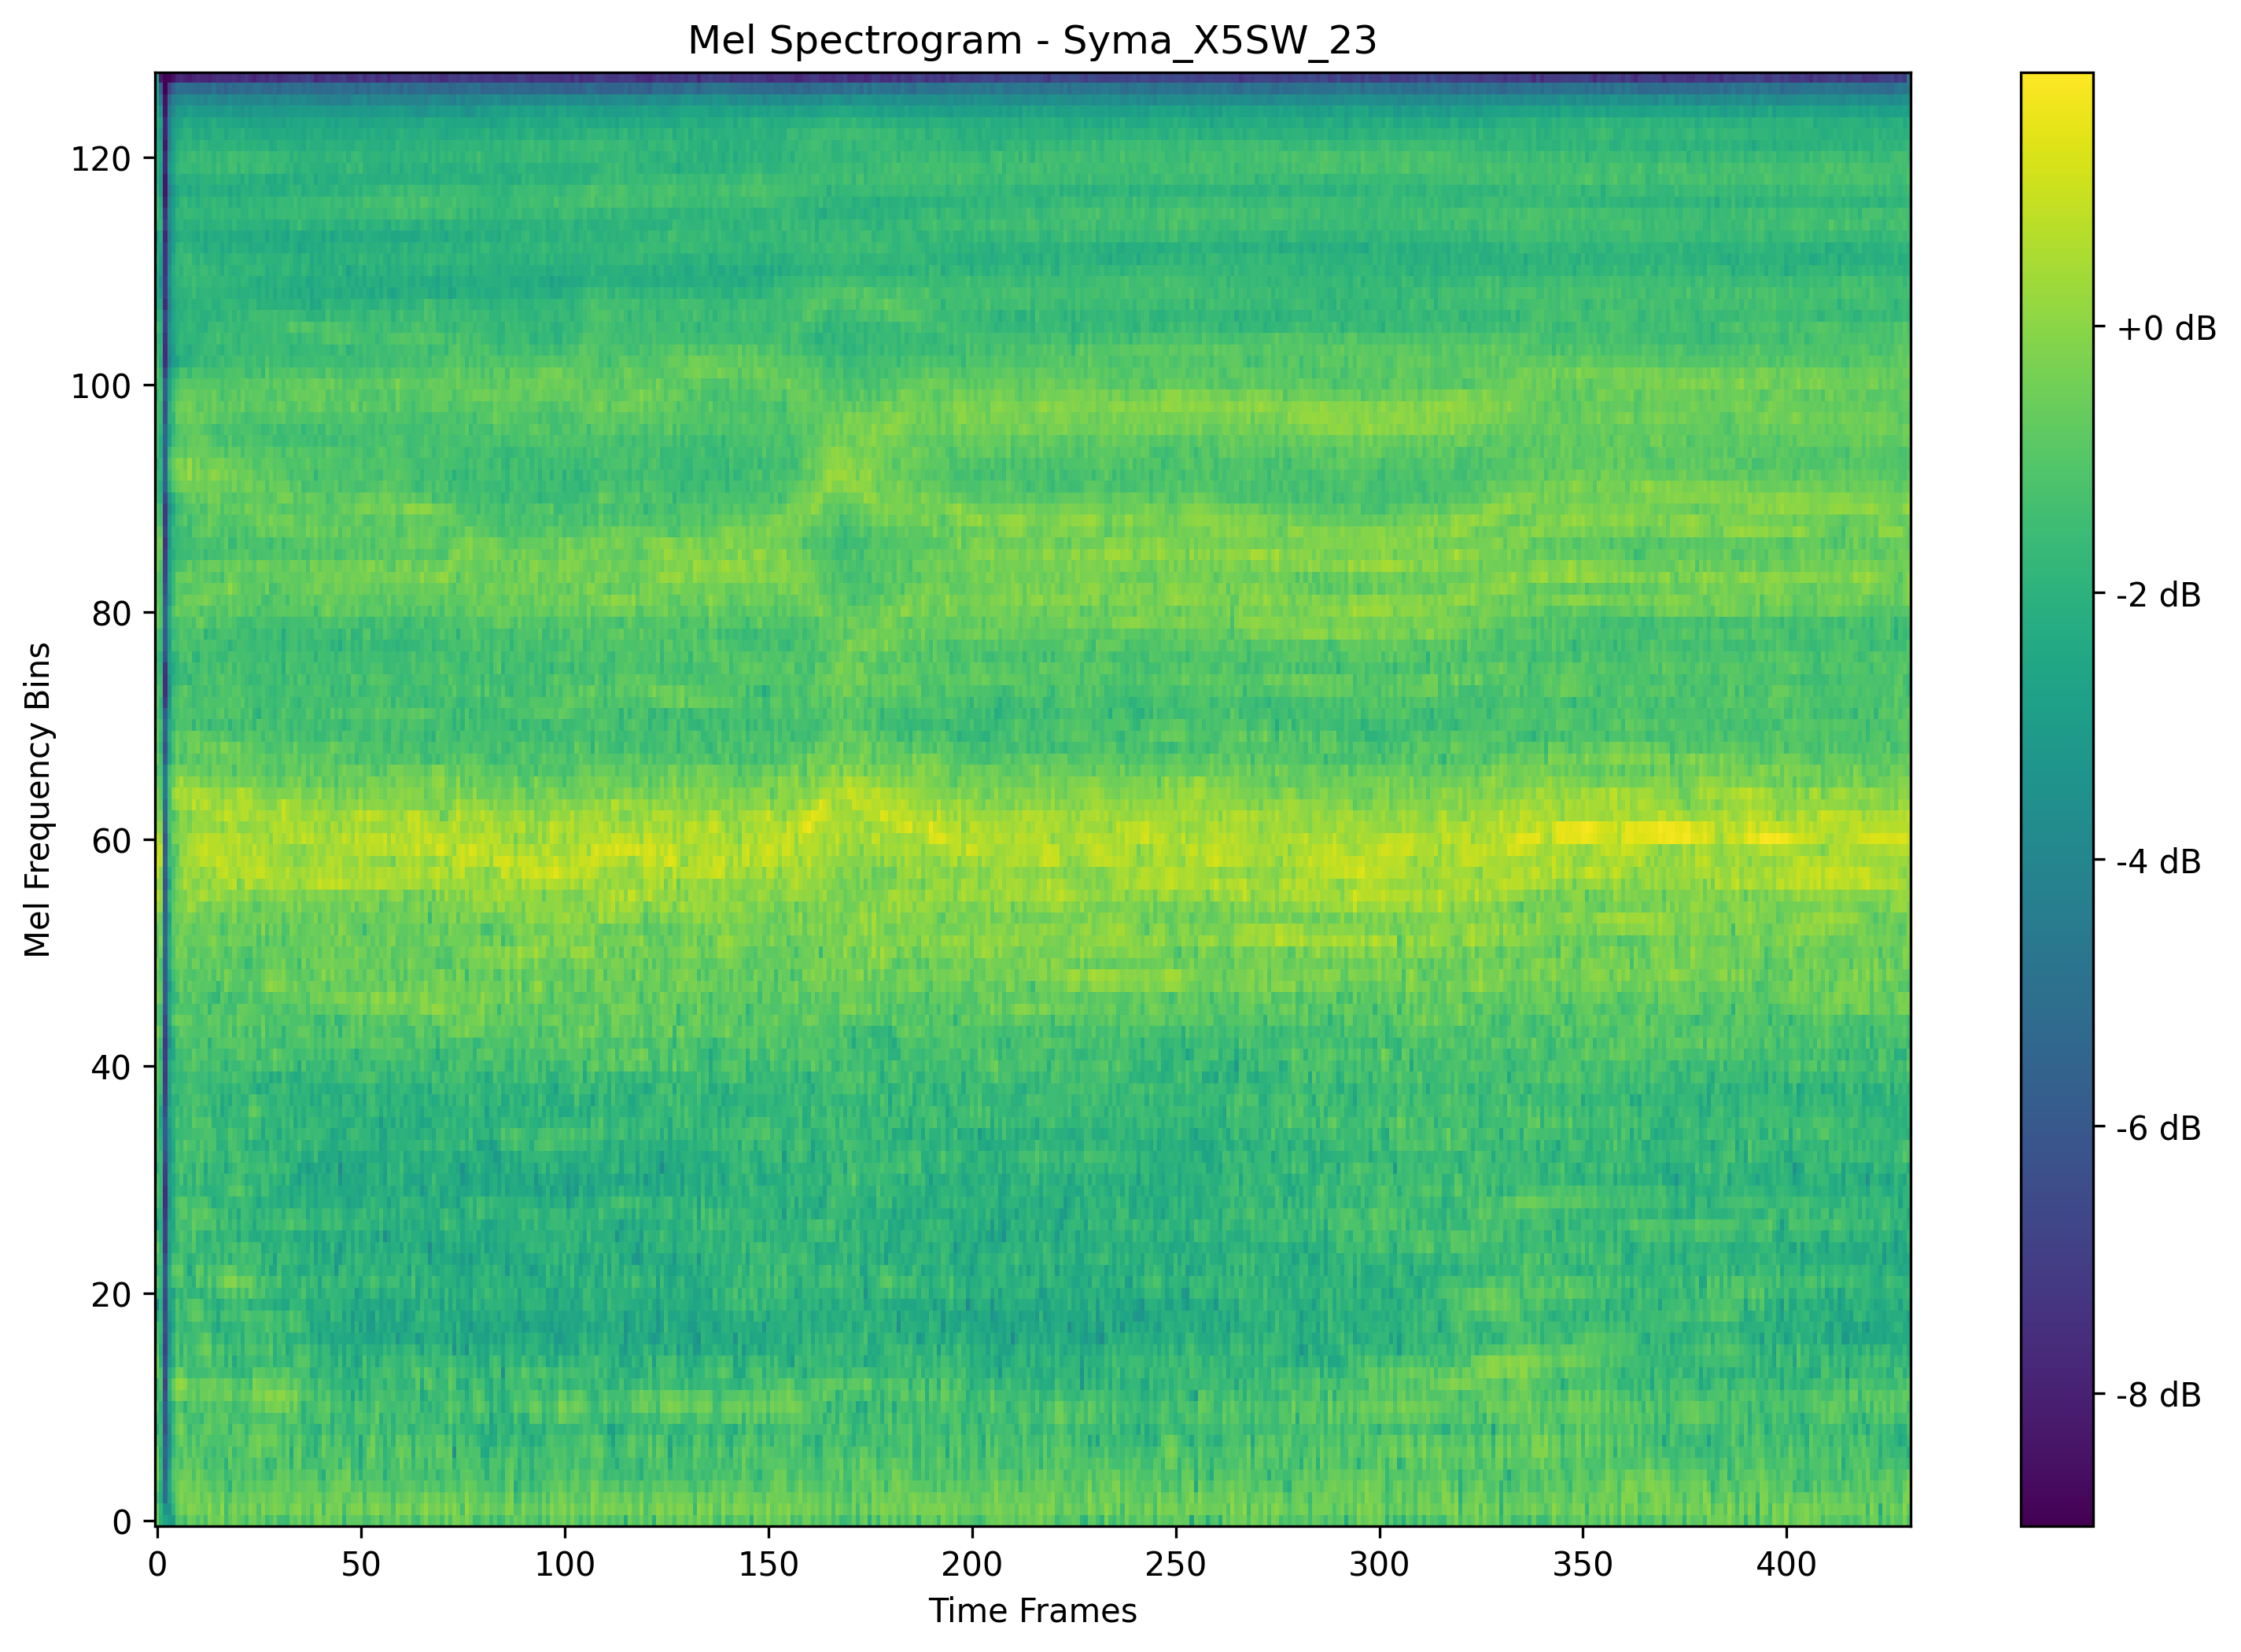 Mel Spectrogram - Syma_X5SW_23
120
100
80
60
40
20
0
Mel Frequency Bins
0 50 100 150 200 250 300 350 400
Time Frames
+0 dB
-2 dB
-4 dB
-6 dB
-8 dB